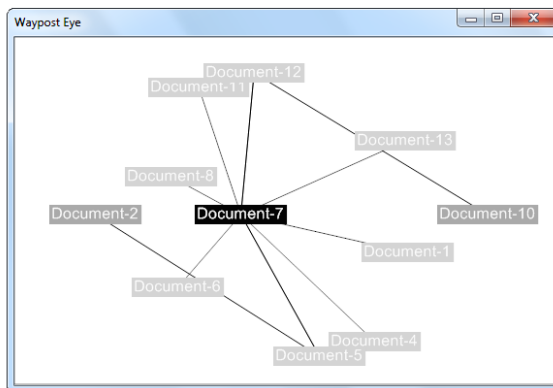 Waypost Eye
Document-12
Document-11
Document-13
Document-8
Document-2
Document-7
Document-10
Document-1
Document-6
Document-4
Document-5